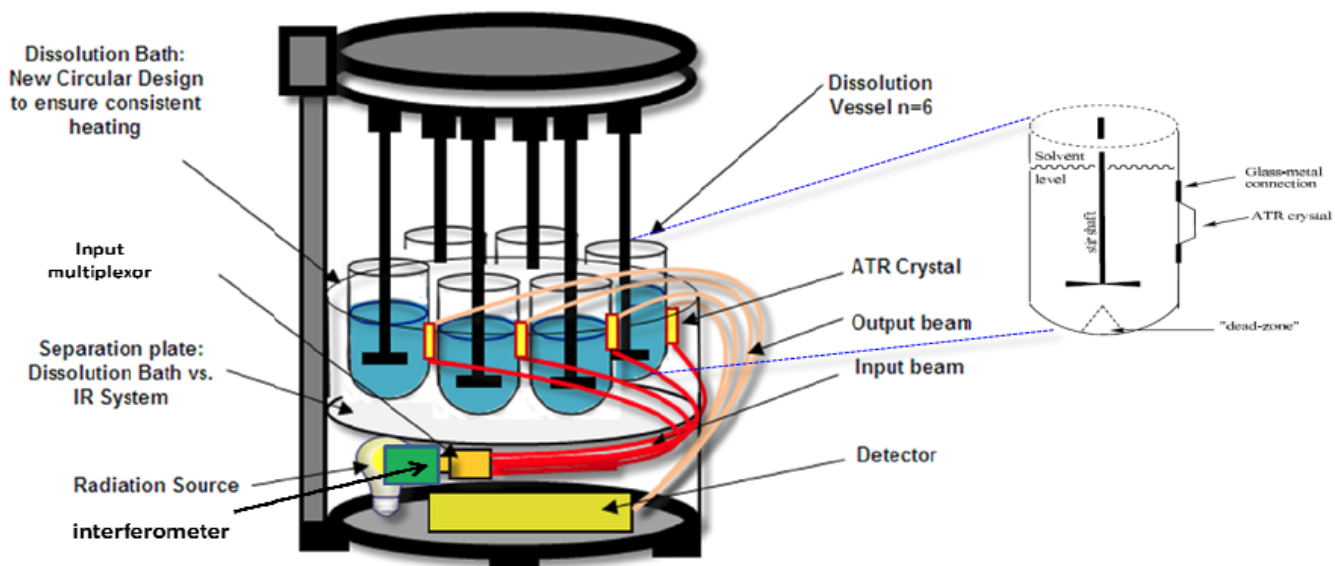 Dissolution Bath:
New Circular Design
to ensure consistent
heating
Input
multiplexor
Separation plate:
Dissolution Bath vs.
IR System
Radiation Source
interferometer
Dissolution
Vessel n=6
ATR Crystal
Output beam
Input beam
Detector
Solvent
level
stir shaft
Glass-metal
connection
ATR crystal
"dead-zone"